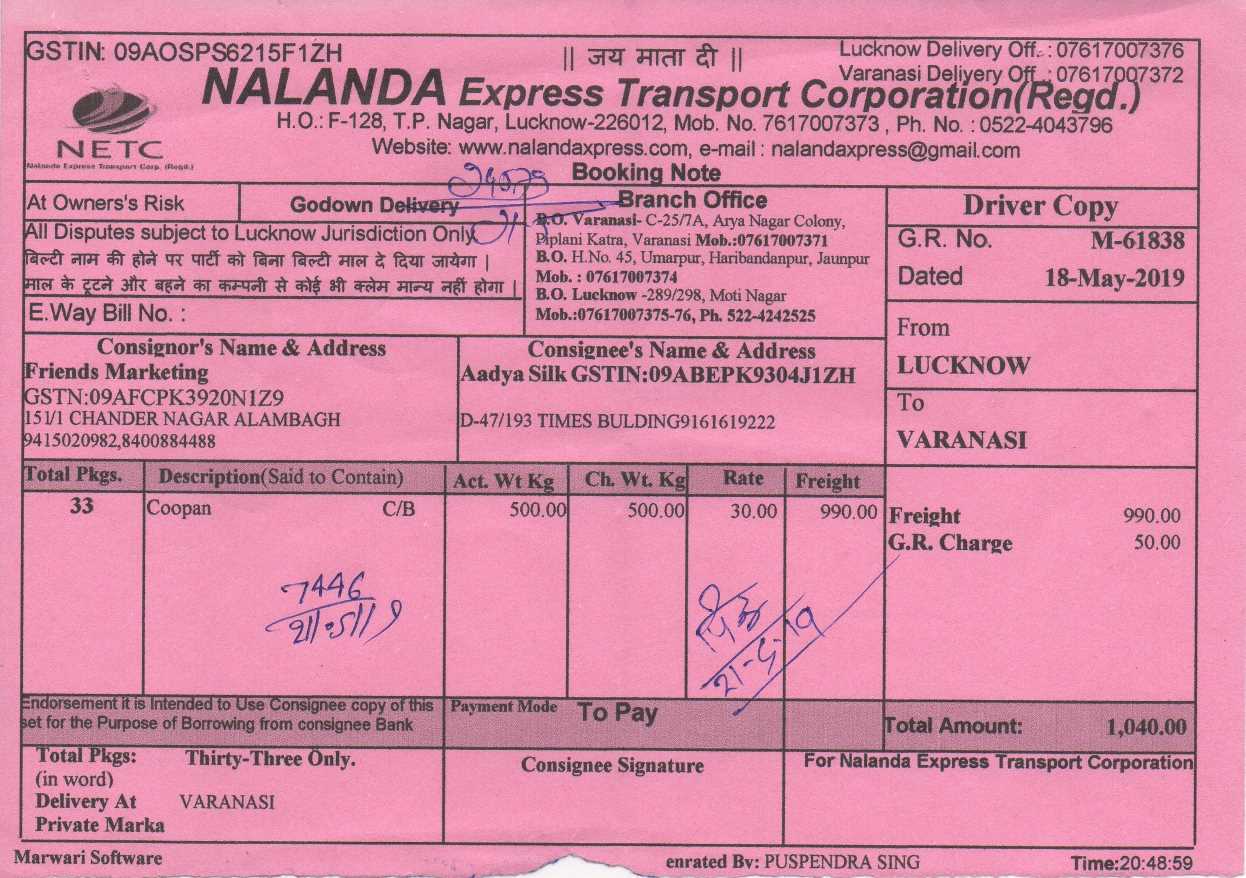 GSTIN: 09AOSPS6215F1ZH
|| जय माता दी ||
Lucknow Delivery Off. : 07617007376
Varanasi Delivery Off. : 07617007372
NALANDA Express Transport Corporation(Regd.)
H.O.: F-128, T.P. Nagar, Lucknow-226012, Mob. No. 7617007373 , Ph. No. : 0522-4043796
Website: www.nalandaxpress.com, e-mail : nalandaxpress@gmail.com
NETC
Nalanda Express Transport Corp. (Regd.)
Booking Note
At Owners's Risk
Godown Delivery
All Disputes subject to Lucknow Jurisdiction Only
बिल्टी नाम की होने पर पार्टी को बिना बिल्टी माल दे दिया जायेगा |
माल के टूटने और बहने का कम्पनी से कोई भी क्लेम मान्य नहीं होगा |
E.Way Bill No. :
Branch Office
B.O. Varanasi- C-25/7A, Arya Nagar Colony,
Piplani Katra, Varanasi Mob.:07617007371
B.O. H.No. 45, Umarpur, Haribandanpur, Jaunpur
Mob. : 07617007374
B.O. Lucknow -289/298, Moti Nagar
Mob.:07617007375-76, Ph. 522-4242525
Driver Copy
G.R. No. M-61838
Dated 18-May-2019
From
LUCKNOW
To
VARANASI
Consignor's Name & Address
Friends Marketing
GSTN:09AFCPK3920N1Z9
151/1 CHANDER NAGAR ALAMBAGH
9415020982,8400884488
Consignee's Name & Address
Aadya Silk GSTIN:09ABEPK9304J1ZH
D-47/193 TIMES BULDING9161619222
Total Pkgs. Description(Said to Contain) Act. Wt Kg Ch. Wt. Kg Rate Freight
33 Coopan C/B 500.00 500.00 30.00 990.00
Freight 990.00
G.R. Charge 50.00
7446
21-5-19
Endorsement it is Intended to Use Consignee copy of this
set for the Purpose of Borrowing from consignee Bank
Payment Mode To Pay
Total Amount: 1,040.00
Total Pkgs: Thirty-Three Only.
(in word)
Delivery At VARANASI
Private Marka
Consignee Signature
For Nalanda Express Transport Corporation
Marwari Software
enrated By: PUSPENDRA SING
Time:20:48:59